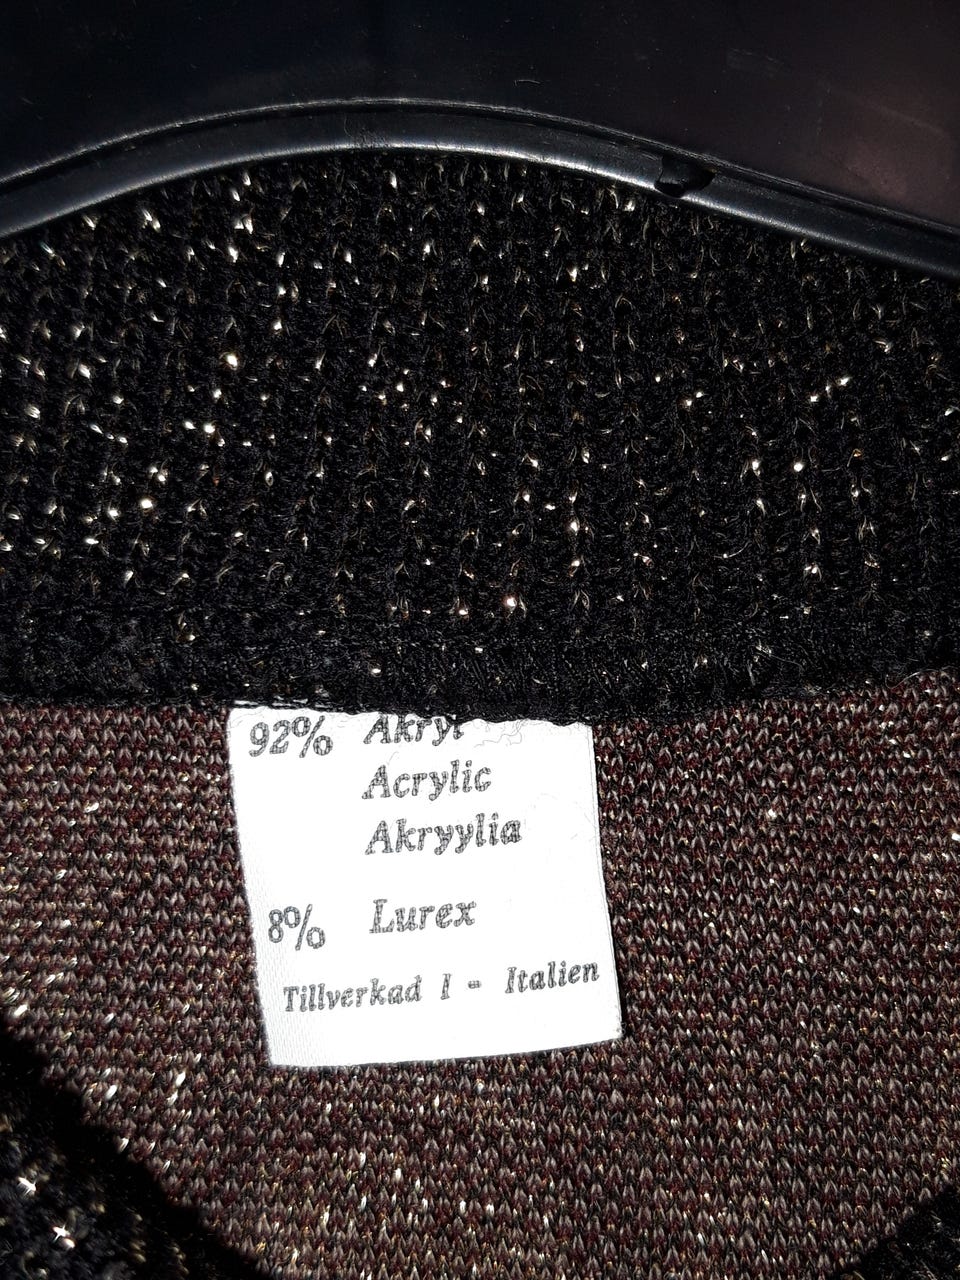 92% Akryl
Acrylic
Akryylia
8% Lurex
Tillverkad I - Italien